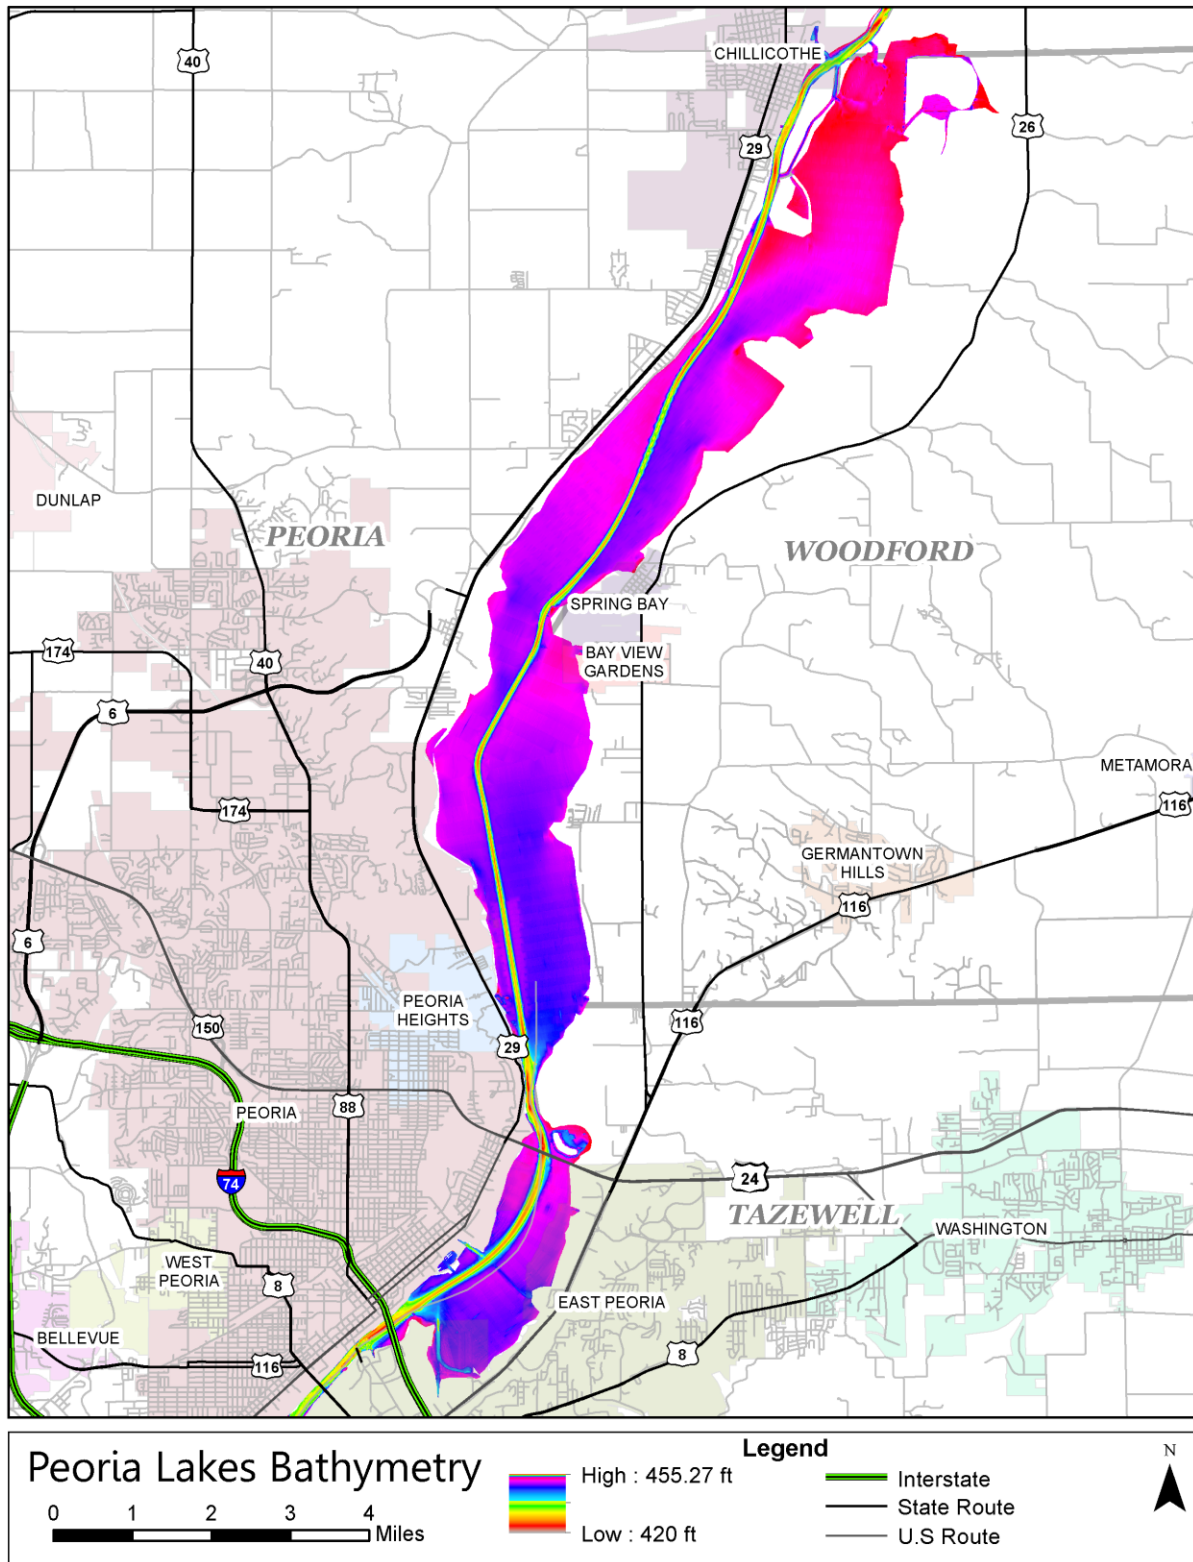 CHILLICOTHE
40
26
29
DUNLAP
PEORIA
WOODFORD
SPRING BAY
BAY VIEW
GARDENS
174
40
6
METAMORA
116
174
GERMANTOWN
HILLS
116
6
PEORIA
HEIGHTS
150
29
116
PEORIA
88
74
24
TAZEWELL
WASHINGTON
WEST
PEORIA
8
EAST PEORIA
BELLEVUE
116
8
Peoria Lakes Bathymetry
0 1 2 3 4
Miles
Legend
High : 455.27 ft
Low : 420 ft
Interstate
State Route
U.S Route
N